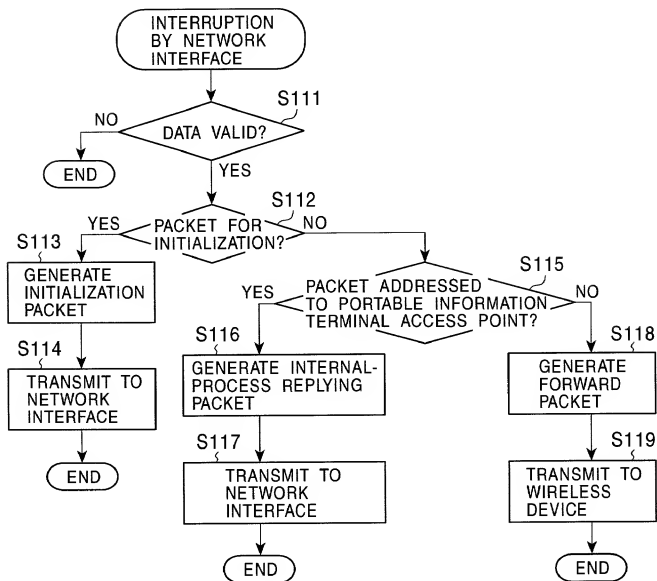 INTERRUPTION
BY NETWORK
INTERFACE
S111
NO
DATA VALID?
END
YES
S112
YES
PACKET FOR
INITIALIZATION?
NO
S113
GENERATE
INITIALIZATION
PACKET
S114
TRANSMIT TO
NETWORK
INTERFACE
END
S115
YES
PACKET ADDRESSED
TO PORTABLE INFORMATION
TERMINAL ACCESS POINT?
NO
S116
GENERATE INTERNAL-
PROCESS REPLYING
PACKET
S117
TRANSMIT TO
NETWORK
INTERFACE
END
S118
GENERATE
FORWARD
PACKET
S119
TRANSMIT TO
WIRELESS
DEVICE
END